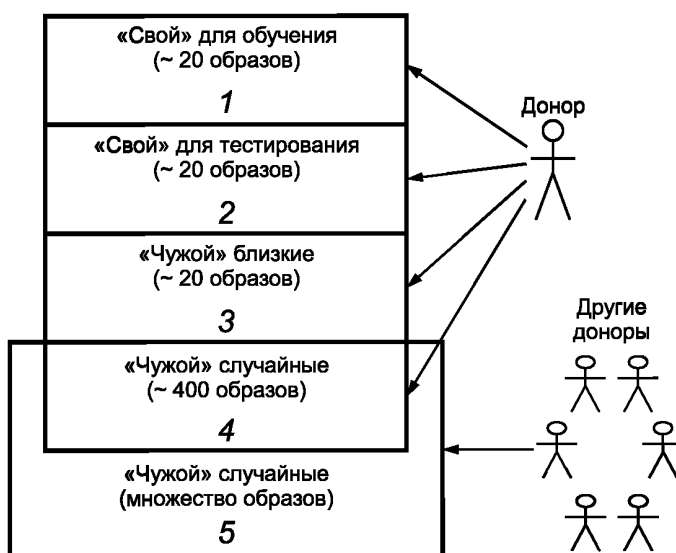 «Свой» для обучения
(~ 20 образов)
1
Донор
«Свой» для тестирования
(~ 20 образов)
2
«Чужой» близкие
(~ 20 образов)
3
Другие
доноры
«Чужой» случайные
(~ 400 образов)
4
«Чужой» случайные
(множество образов)
5